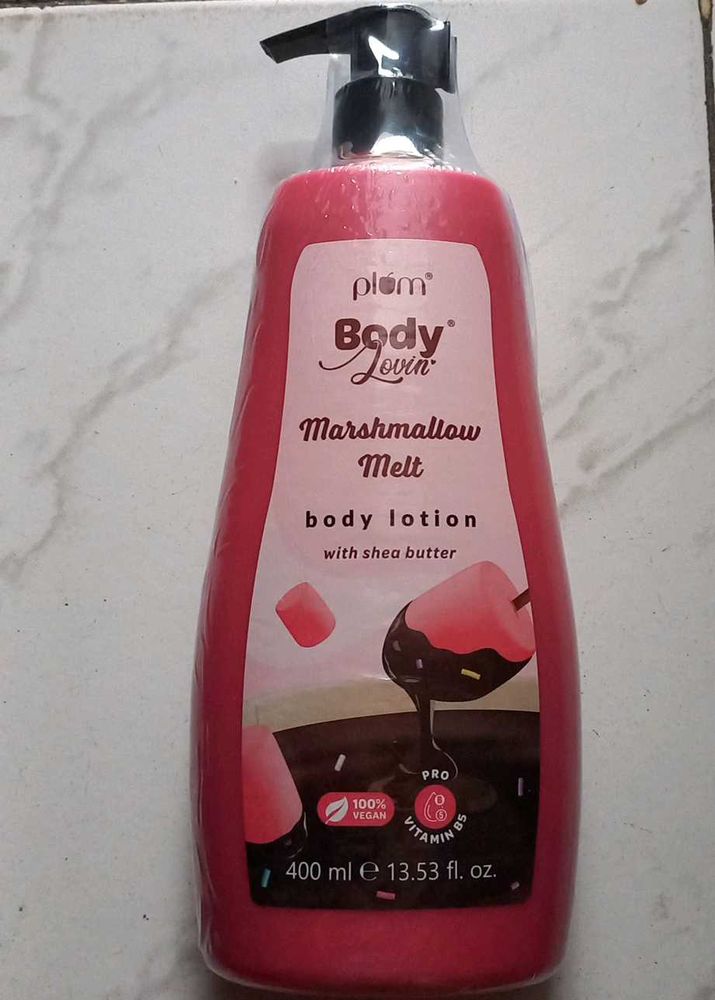 plum®
Body®
Lovin'
Marshmallow
Melt
body lotion
with shea butter
100%
VEGAN
PRO
B
5
VITAMIN B5
400 ml ℮ 13.53 fl. oz.